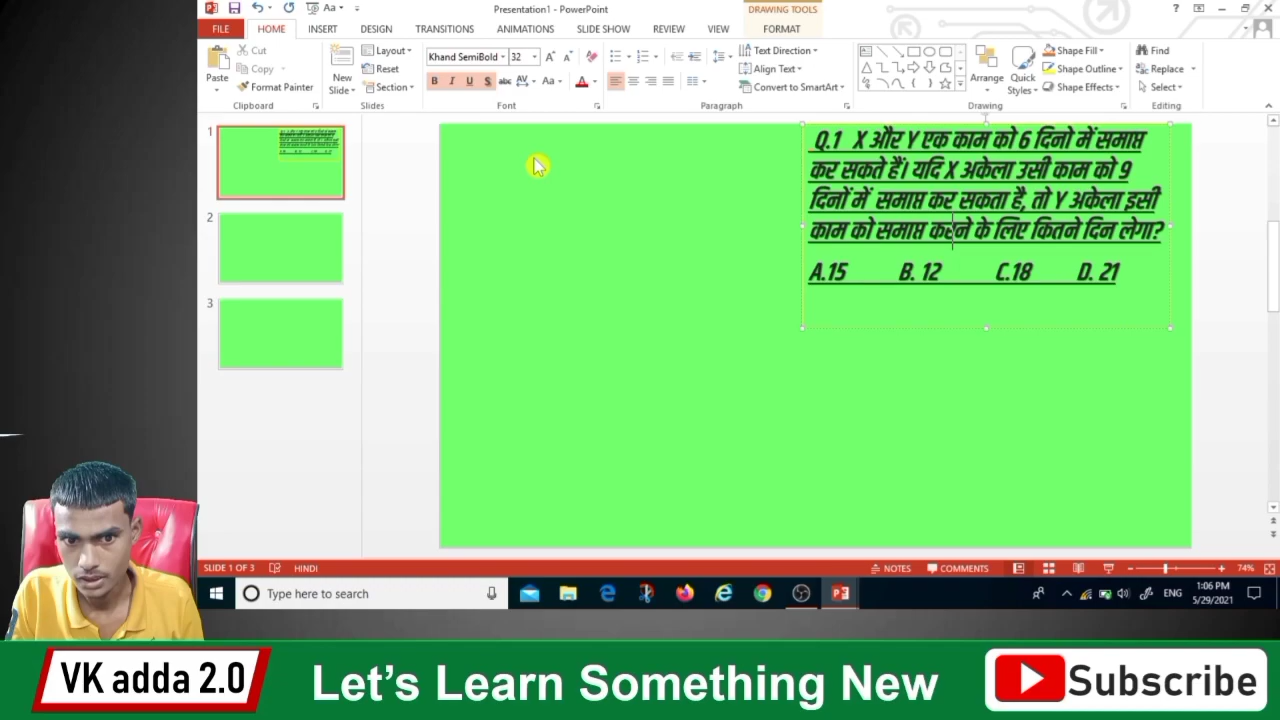 Presentation1 - PowerPoint
DRAWING TOOLS
FILE HOME INSERT DESIGN TRANSITIONS ANIMATIONS SLIDE SHOW REVIEW VIEW FORMAT
Cut
Copy
Format Painter
Paste
Clipboard
New
Slide
Layout
Reset
Section
Slides
Khand SemiBold 32
Font
Text Direction
Align Text
Convert to SmartArt
Paragraph
Arrange
Quick
Styles
Shape Fill
Shape Outline
Shape Effects
Drawing
Find
Replace
Select
Editing
1
2
3
Q.1 X और Y एक काम को 6 दिनो में समाप्त
कर सकते हैं। यदि X अकेला उसी काम को 9
दिनों में समाप्त कर सकता है, तो Y अकेला इसी
काम को समाप्त करने के लिए कितने दिन लेगा?
A.15 B. 12 C.18 D. 21
SLIDE 1 OF 3 HINDI NOTES COMMENTS 74%
Type here to search
ENG
1:06 PM
5/29/2021
VK adda 2.0
Let's Learn Something New
Subscribe